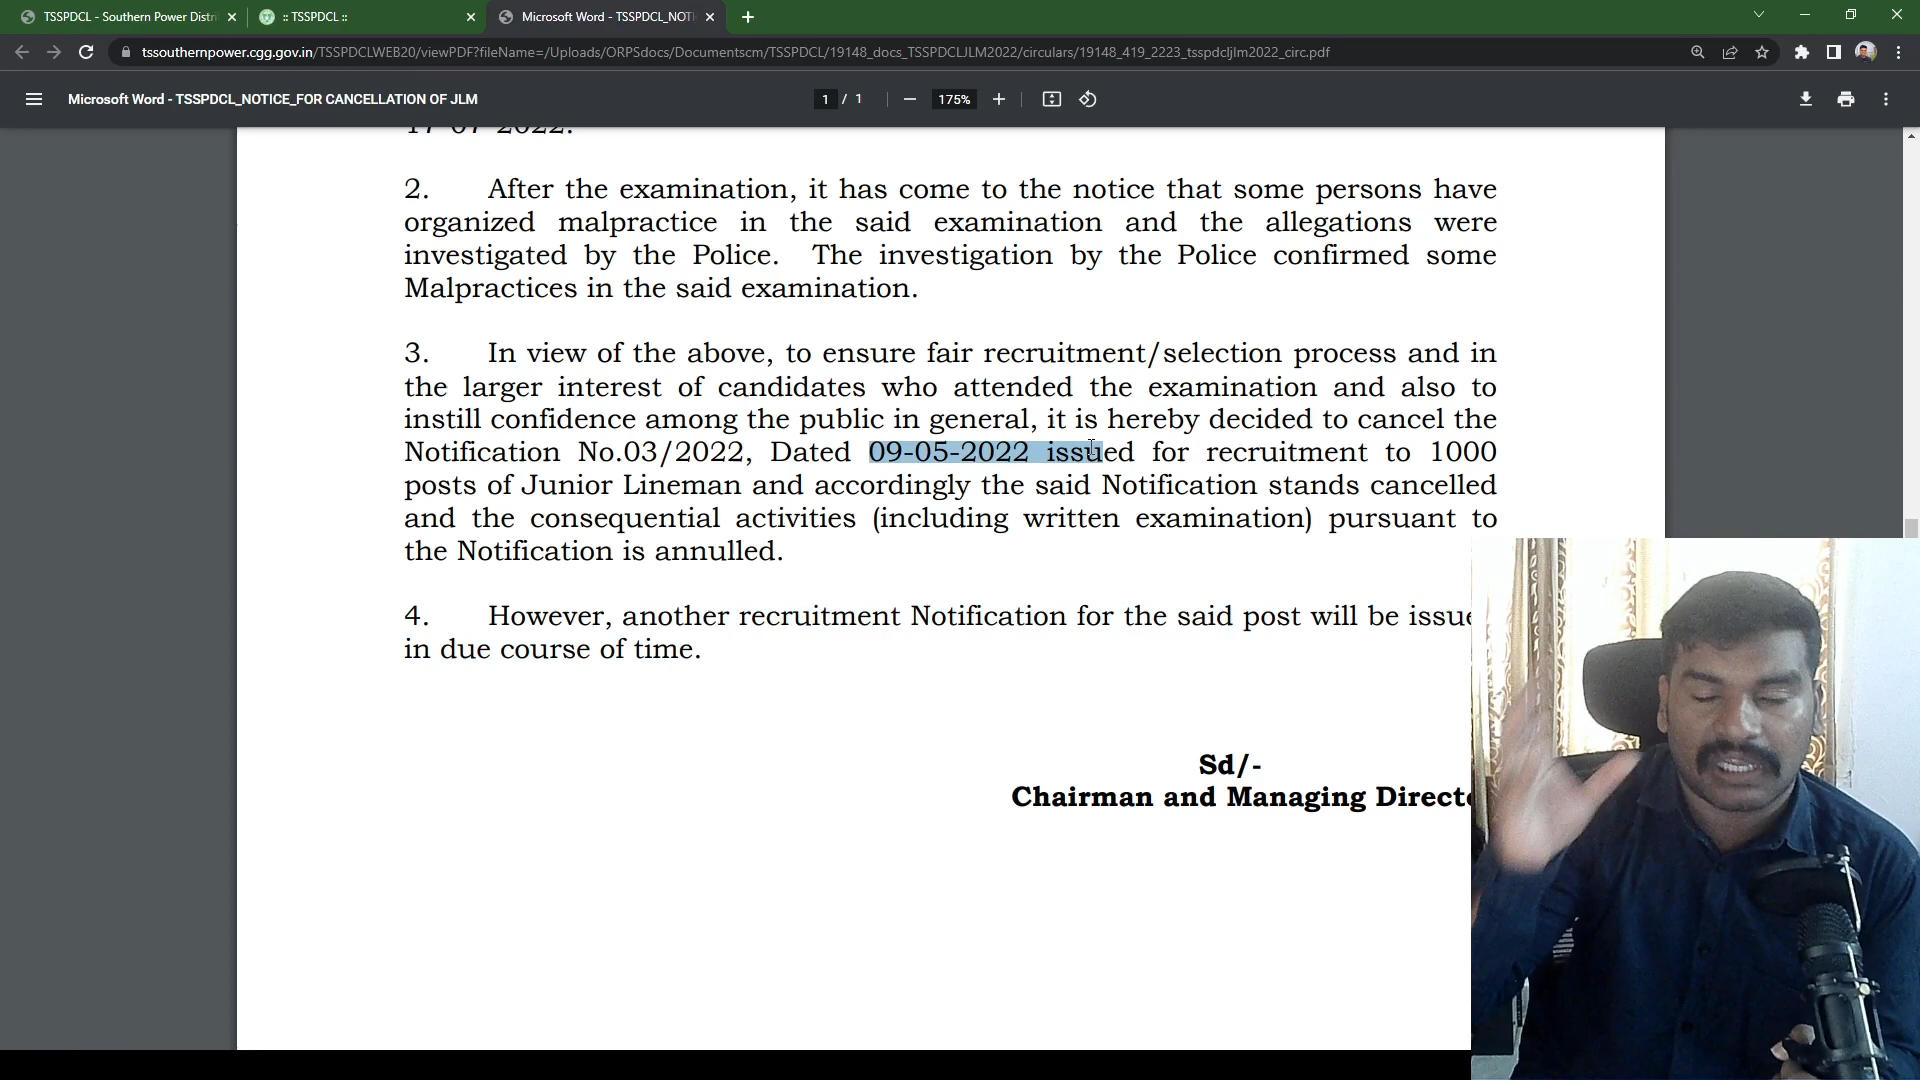 TSSPDCL - Southern Power Distri
:: TSSPDCL ::
Microsoft Word - TSSPDCL_NOTI
tssouthernpower.cgg.gov.in/TSSPDCLWEB20/viewPDF?fileName=/Uploads/ORPSdocs/Documentscm/TSSPDCL/19148_docs_TSSPDCLJLM2022/circulars/19148_419_2223_tsspdcljlm2022_circ.pdf
Microsoft Word - TSSPDCL_NOTICE_FOR CANCELLATION OF JLM
1 / 1
175%
17-07-2022.
2. After the examination, it has come to the notice that some persons have
organized malpractice in the said examination and the allegations were
investigated by the Police. The investigation by the Police confirmed some
Malpractices in the said examination.
3. In view of the above, to ensure fair recruitment/selection process and in
the larger interest of candidates who attended the examination and also to
instill confidence among the public in general, it is hereby decided to cancel the
Notification No.03/2022, Dated 09-05-2022 issued for recruitment to 1000
posts of Junior Lineman and accordingly the said Notification stands cancelled
and the consequential activities (including written examination) pursuant to
the Notification is annulled.
4. However, another recruitment Notification for the said post will be issue
in due course of time.
Sd/-
Chairman and Managing Directo